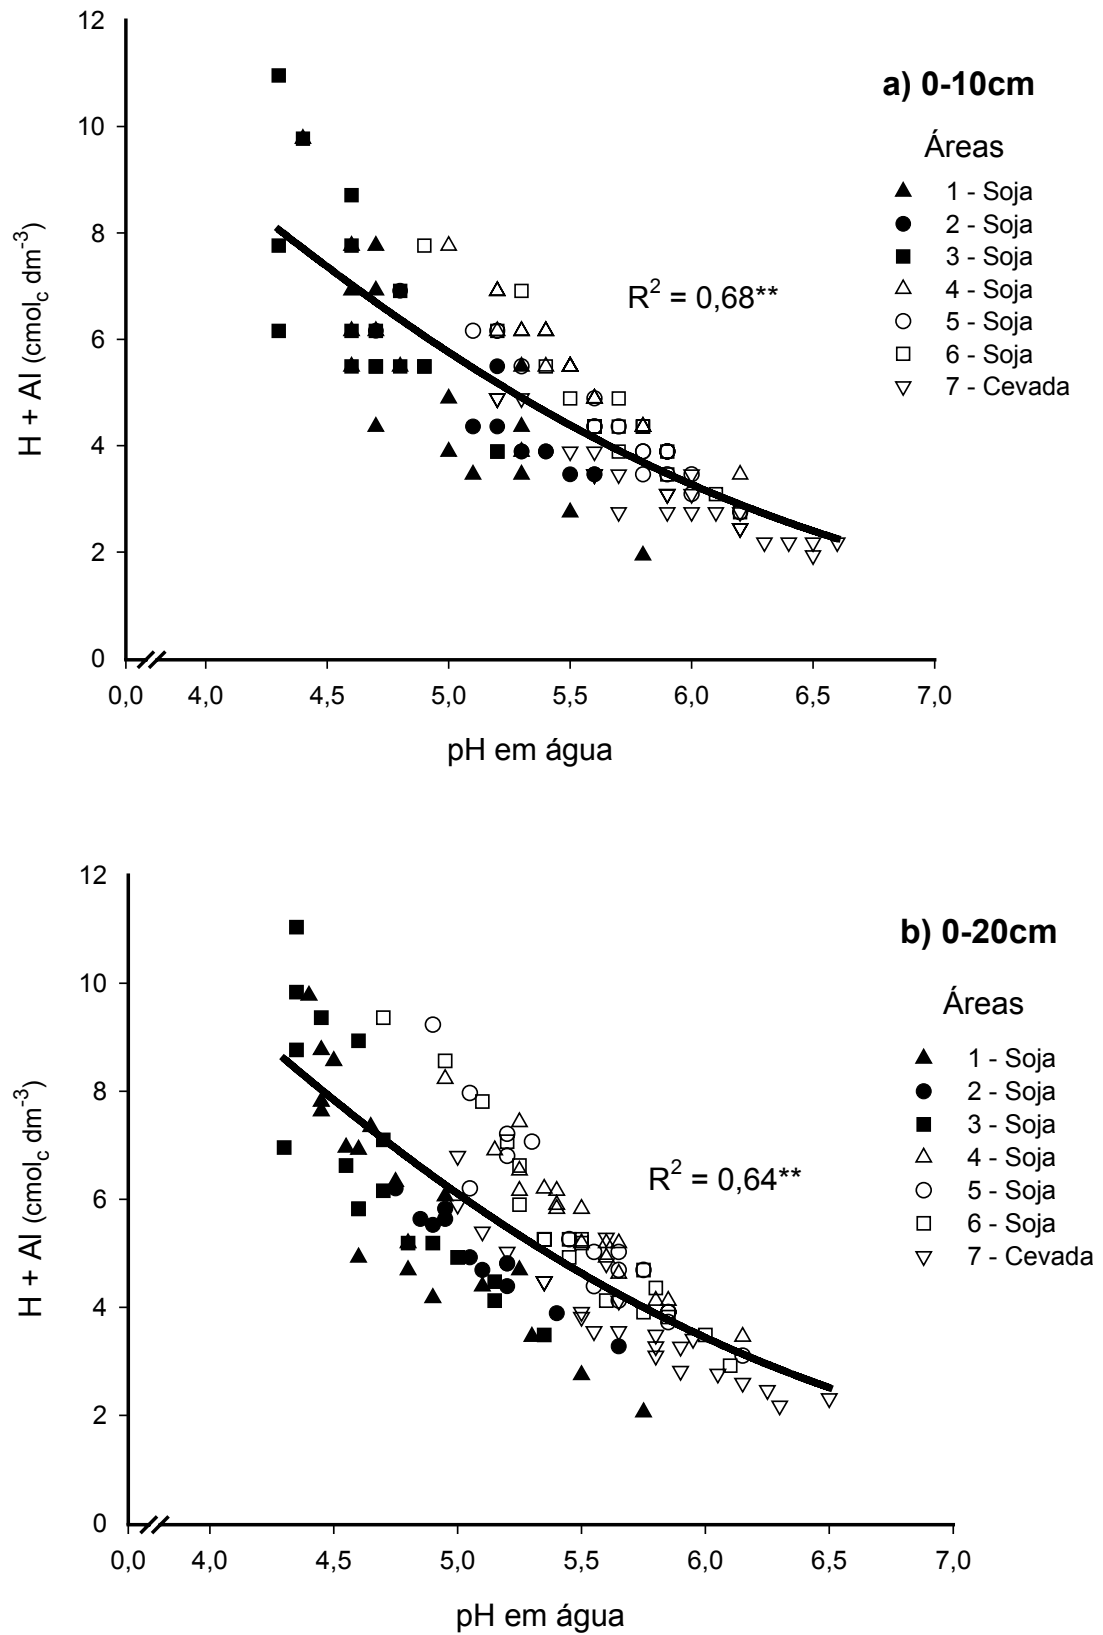 12
10
8
6
4
2
0
H + Al (cmol_c dm^-3)
a) 0-10cm
Áreas
1 - Soja
2 - Soja
3 - Soja
4 - Soja
5 - Soja
6 - Soja
7 - Cevada
R^2 = 0,68**
0,0 4,0 4,5 5,0 5,5 6,0 6,5 7,0
pH em água
12
10
8
6
4
2
0
H + Al (cmol_c dm^-3)
b) 0-20cm
Áreas
1 - Soja
2 - Soja
3 - Soja
4 - Soja
5 - Soja
6 - Soja
7 - Cevada
R^2 = 0,64**
0,0 4,0 4,5 5,0 5,5 6,0 6,5 7,0
pH em água